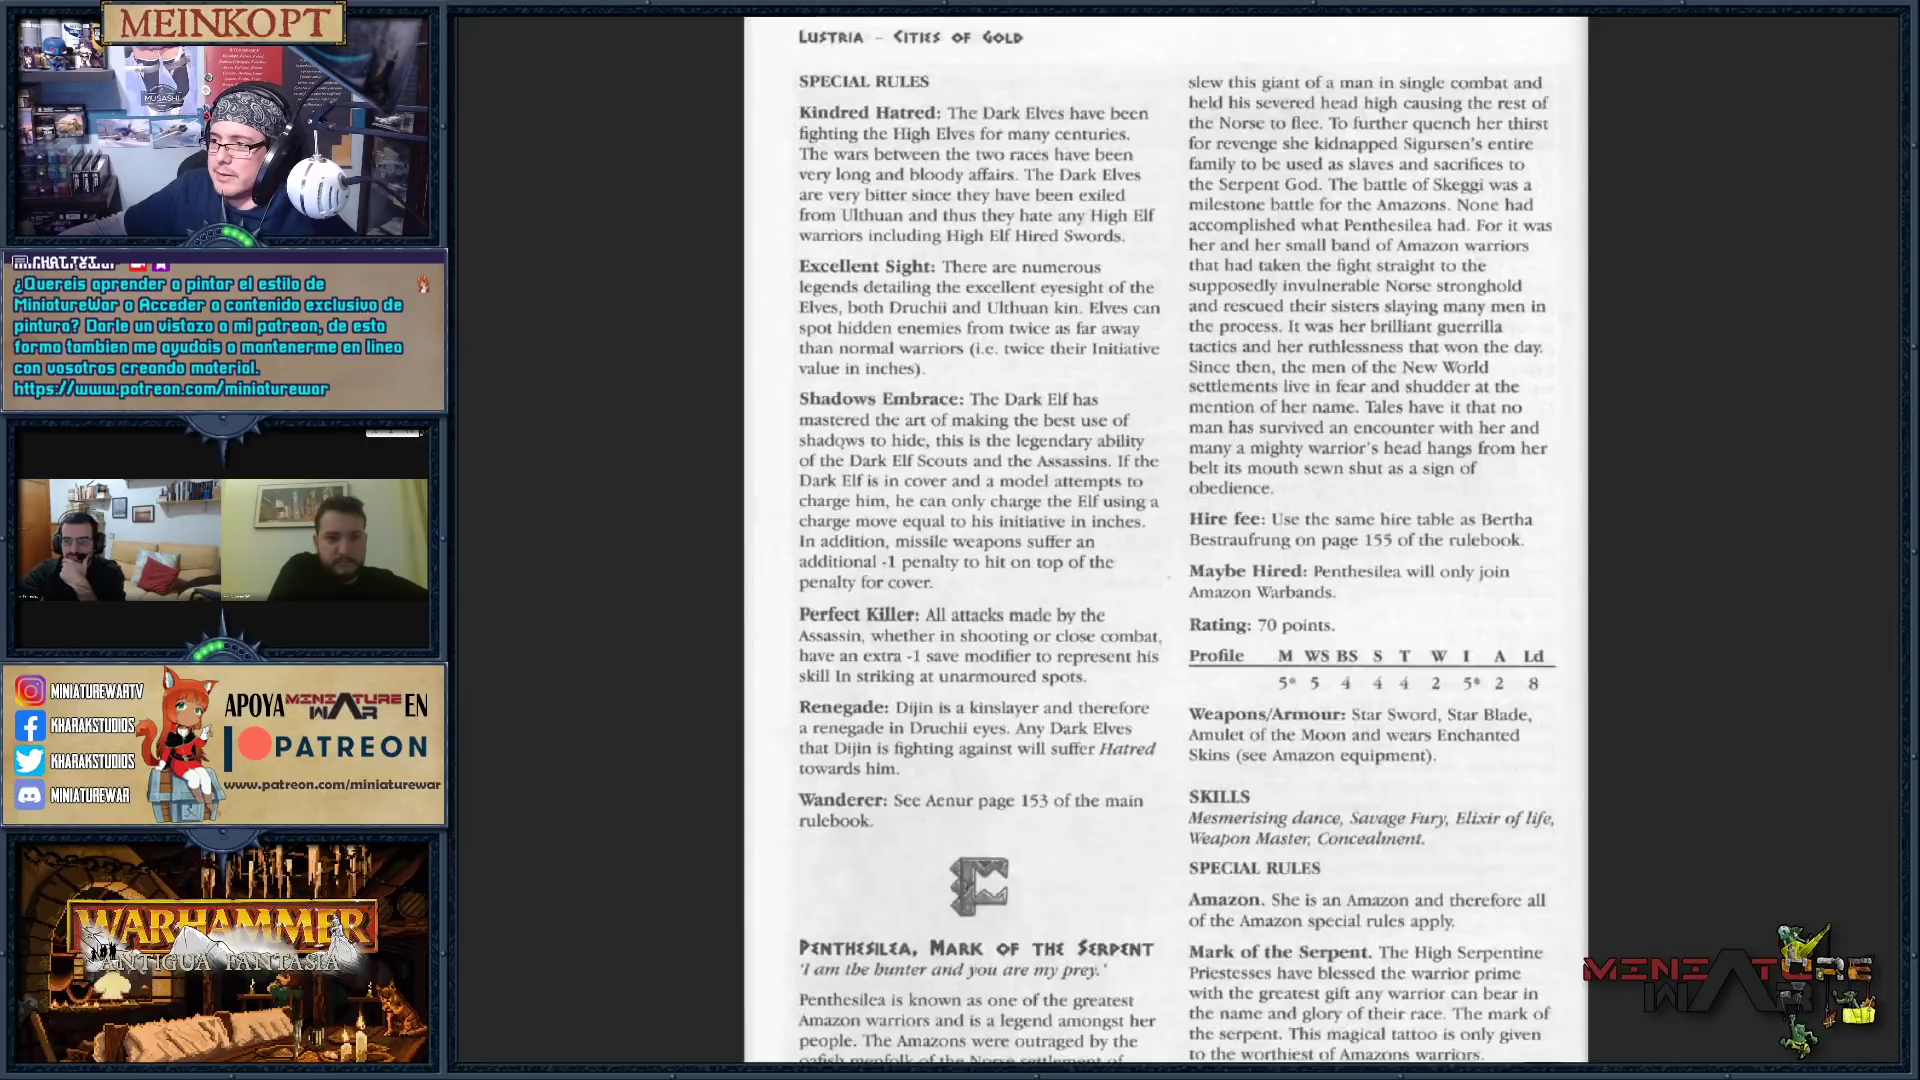 MEINKOPT
MUSASHI
CHAT.TXT
¿Quereis aprender a pintar el estilo de
MiniatureWar o Acceder a contenido exclusivo de
pintura? Darle un vistazo a mi patreon, de esta
forma tambien me ayudais a mantenerme en linea
con vosotros creando material.
https://www.patreon.com/miniaturewar
MINIATUREWARTV
KHARAKSTUDIOS
KHARAKSTUDIOS
MINIATUREWAR
APOYA MINIATURE WAR EN
PATREON
www.patreon.com/miniaturewar
WARHAMMER
ANTIGUA FANTASIA
LUSTRIA – CITIES OF GOLD
SPECIAL RULES
Kindred Hatred: The Dark Elves have been
fighting the High Elves for many centuries.
The wars between the two races have been
very long and bloody affairs. The Dark Elves
are very bitter since they have been exiled
from Ulthuan and thus they hate any High Elf
warriors including High Elf Hired Swords.
Excellent Sight: There are numerous
legends detailing the excellent eyesight of the
Elves, both Druchii and Ulthuan kin. Elves can
spot hidden enemies from twice as far away
than normal warriors (i.e. twice their Initiative
value in inches).
Shadows Embrace: The Dark Elf has
mastered the art of making the best use of
shadows to hide, this is the legendary ability
of the Dark Elf Scouts and the Assassins. If the
Dark Elf is in cover and a model attempts to
charge him, he can only charge the Elf using a
charge move equal to his initiative in inches.
In addition, missile weapons suffer an
additional -1 penalty to hit on top of the
penalty for cover.
Perfect Killer: All attacks made by the
Assassin, whether in shooting or close combat,
have an extra -1 save modifier to represent his
skill In striking at unarmoured spots.
Renegade: Dijin is a kinslayer and therefore
a renegade in Druchii eyes. Any Dark Elves
that Dijin is fighting against will suffer Hatred
towards him.
Wanderer: See Aenur page 153 of the main
rulebook.
PENTHESILEA, MARK OF THE SERPENT
'I am the hunter and you are my prey.'
Penthesilea is known as one of the greatest
Amazon warriors and is a legend amongst her
people. The Amazons were outraged by the
oafish menfolk of the Norse settlement of
slew this giant of a man in single combat and
held his severed head high causing the rest of
the Norse to flee. To further quench her thirst
for revenge she kidnapped Sigursen's entire
family to be used as slaves and sacrifices to
the Serpent God. The battle of Skeggi was a
milestone battle for the Amazons. None had
accomplished what Penthesilea had. For it was
her and her small band of Amazon warriors
that had taken the fight straight to the
supposedly invulnerable Norse stronghold
and rescued their sisters slaying many men in
the process. It was her brilliant guerrilla
tactics and her ruthlessness that won the day.
Since then, the men of the New World
settlements live in fear and shudder at the
mention of her name. Tales have it that no
man has survived an encounter with her and
many a mighty warrior's head hangs from her
belt its mouth sewn shut as a sign of
obedience.
Hire fee: Use the same hire table as Bertha
Bestraufrung on page 155 of the rulebook.
Maybe Hired: Penthesilea will only join
Amazon Warbands.
Rating: 70 points.
Profile M WS BS S T W I A Ld
5* 5 4 4 4 2 5* 2 8
Weapons/Armour: Star Sword, Star Blade,
Amulet of the Moon and wears Enchanted
Skins (see Amazon equipment).
SKILLS
Mesmerising dance, Savage Fury, Elixir of life,
Weapon Master, Concealment.
SPECIAL RULES
Amazon. She is an Amazon and therefore all
of the Amazon special rules apply.
Mark of the Serpent. The High Serpentine
Priestesses have blessed the warrior prime
with the greatest gift any warrior can bear in
the name and glory of their race. The mark of
the serpent. This magical tattoo is only given
to the worthiest of Amazons warriors.
MINIATURE
WAR